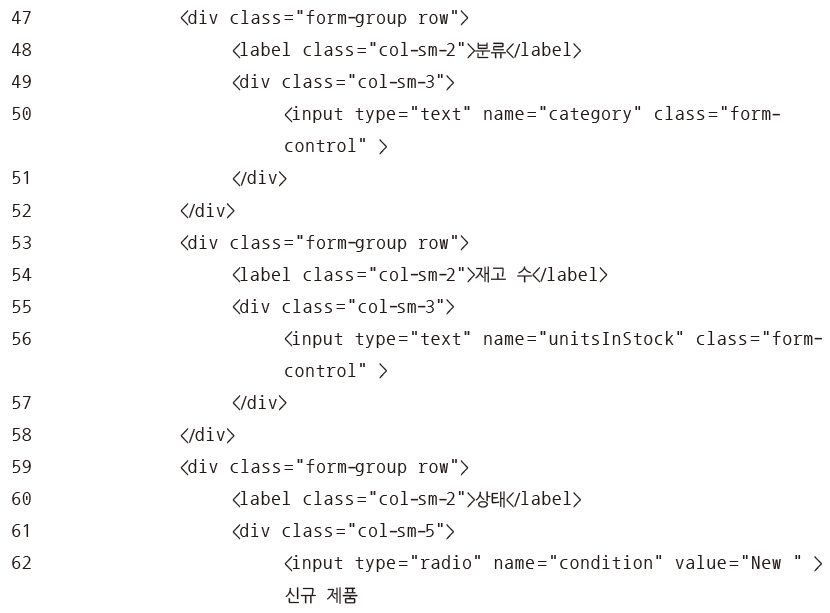 47 <div class="form-group row">
48 <label class="col-sm-2">분류</label>
49 <div class="col-sm-3">
50 <input type="text" name="category" class="form-
control" >
51 </div>
52 </div>
53 <div class="form-group row">
54 <label class="col-sm-2">재고 수</label>
55 <div class="col-sm-3">
56 <input type="text" name="unitsInStock" class="form-
control" >
57 </div>
58 </div>
59 <div class="form-group row">
60 <label class="col-sm-2">상태</label>
61 <div class="col-sm-5">
62 <input type="radio" name="condition" value="New " >
신규 제품